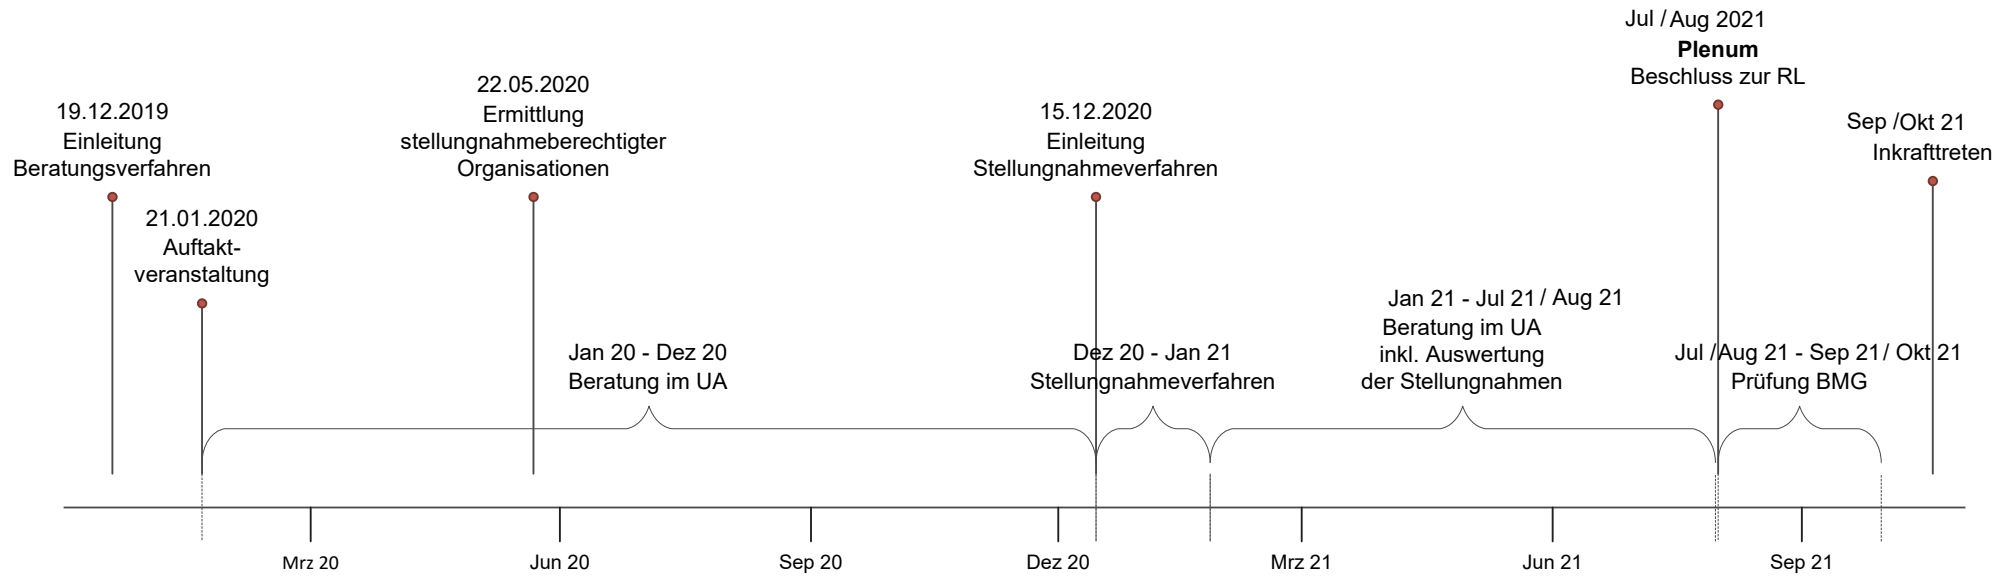 Jul /Aug 2021
Plenum
Beschluss zur RL
22.05.2020
Ermittlung
stellungnahmeberechtigter
Organisationen
19.12.2019
Einleitung
Beratungsverfahren
15.12.2020
Einleitung
Stellungnahmeverfahren
Sep /Okt 21
Inkrafttreten
21.01.2020
Auftakt-
veranstaltung
Jan 20 - Dez 20
Beratung im UA
Dez 20 - Jan 21
Stellungnahmeverfahren
Jan 21 - Jul 21 / Aug 21
Beratung im UA
inkl. Auswertung
der Stellungnahmen
Jul /Aug 21 - Sep 21 / Okt 21
Prüfung BMG
Mrz 20
Jun 20
Sep 20
Dez 20
Mrz 21
Jun 21
Sep 21